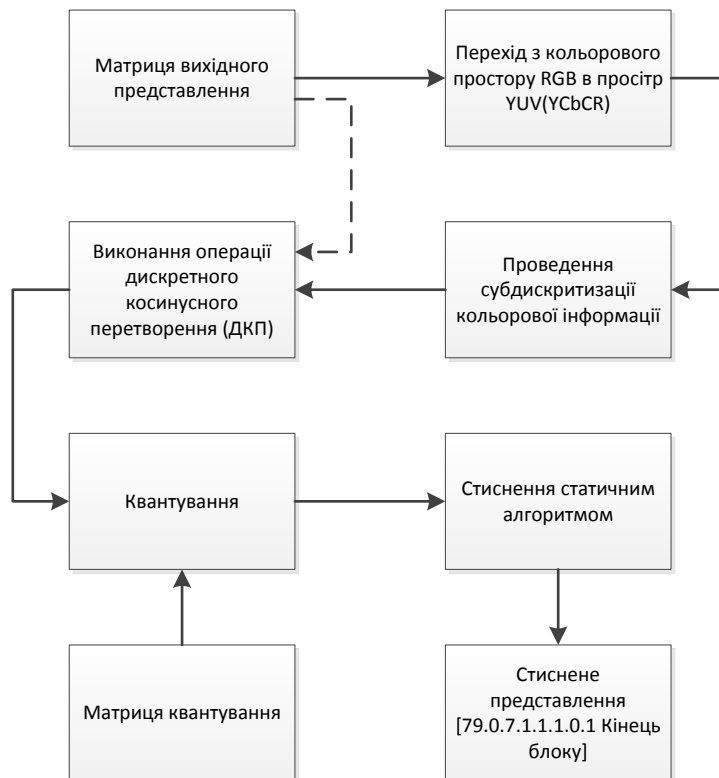 Матриця вихідного
представлення
Перехід з кольорового
простору RGB в просітр
YUV(YCbCR)
Виконання операції
дискретного
косинусного
перетворення (ДКП)
Проведення
субдискритизації
кольорової інформації
Квантування
Стиснення статичним
алгоритмом
Матриця квантування
Стиснене
представлення
[79.0.7.1.1.1.0.1 Кінець
блоку]